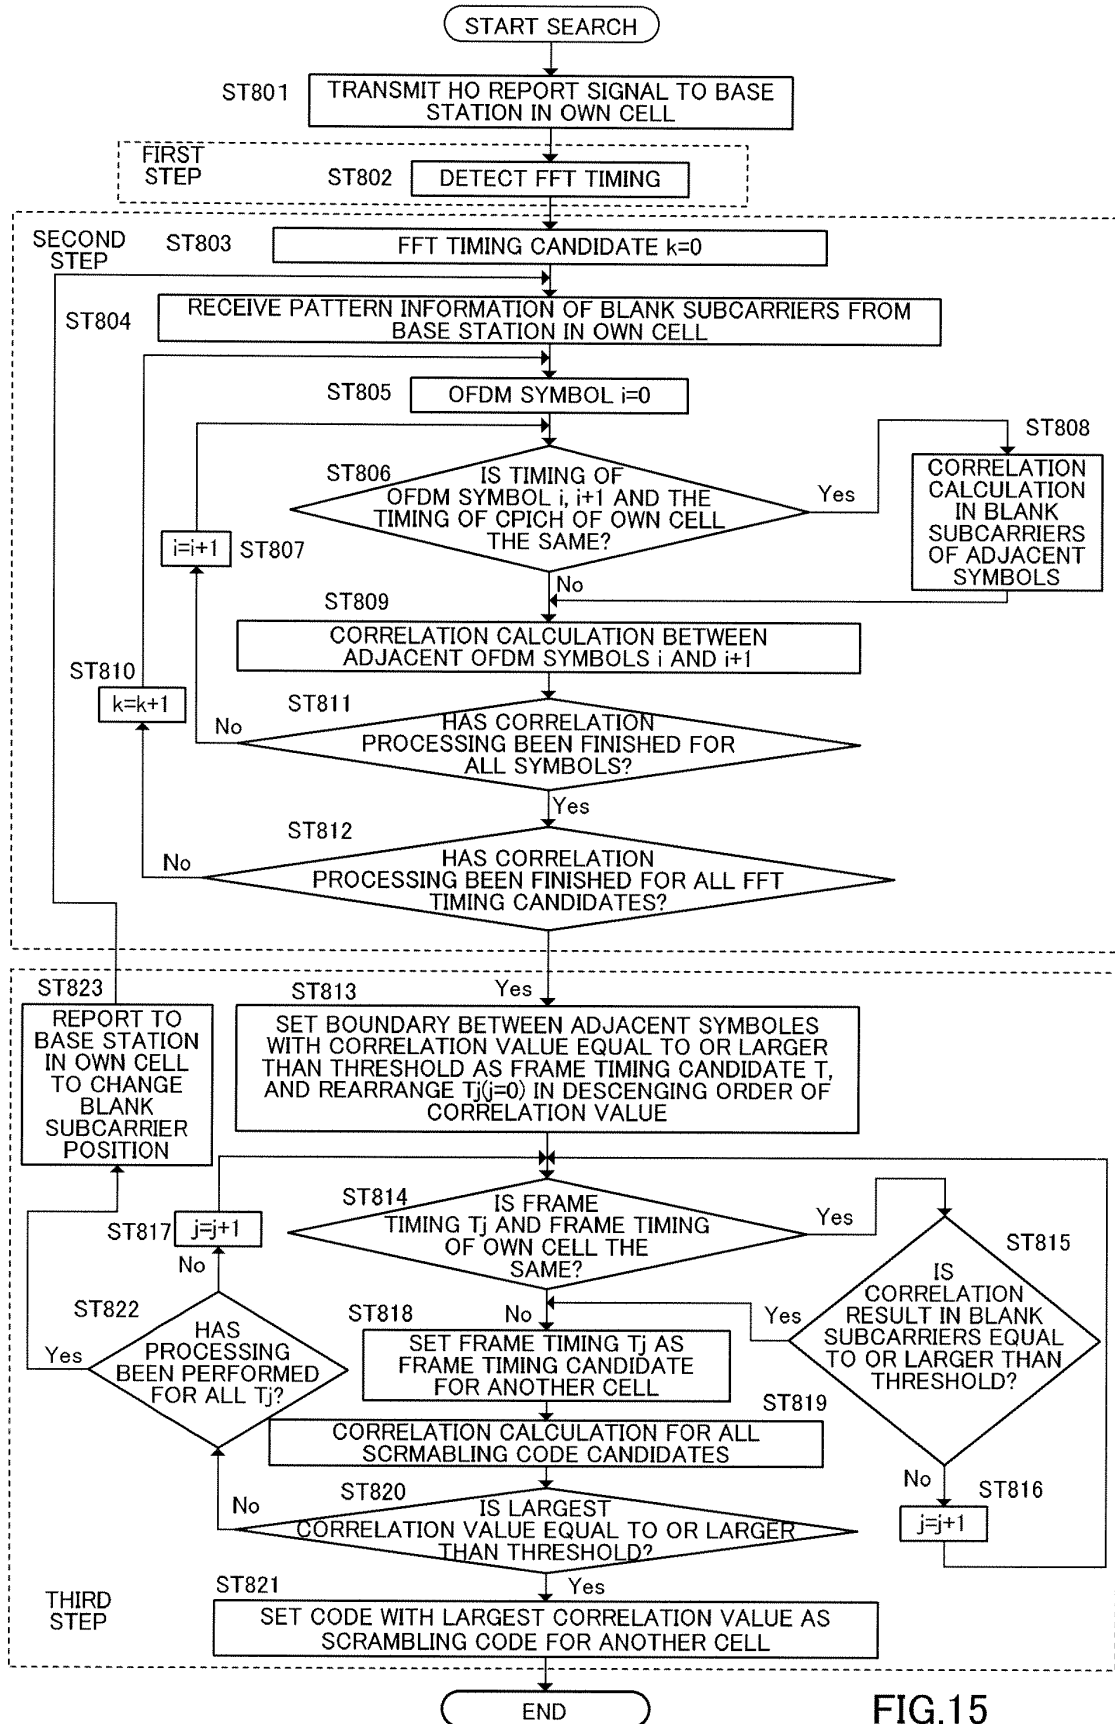 START SEARCH
ST801
TRANSMIT HO REPORT SIGNAL TO BASE
STATION IN OWN CELL
FIRST
STEP
ST802
DETECT FFT TIMING
SECOND
STEP
ST803
FFT TIMING CANDIDATE k=0
ST804
RECEIVE PATTERN INFORMATION OF BLANK SUBCARRIERS FROM
BASE STATION IN OWN CELL
ST805
OFDM SYMBOL i=0
ST806
IS TIMING OF
OFDM SYMBOL i, i+1 AND THE
TIMING OF CPICH OF OWN CELL
THE SAME?
Yes
ST808
CORRELATION
CALCULATION
IN BLANK
SUBCARRIERS
OF ADJACENT
SYMBOLS
i=i+1
ST807
No
ST809
CORRELATION CALCULATION BETWEEN
ADJACENT OFDM SYMBOLS i AND i+1
ST810
k=k+1
ST811
No
HAS CORRELATION
PROCESSING BEEN FINISHED FOR
ALL SYMBOLS?
Yes
ST812
No
HAS CORRELATION
PROCESSING BEEN FINISHED FOR ALL FFT
TIMING CANDIDATES?
Yes
ST813
SET BOUNDARY BETWEEN ADJACENT SYMBOLES
WITH CORRELATION VALUE EQUAL TO OR LARGER
THAN THRESHOLD AS FRAME TIMING CANDIDATE T,
AND REARRANGE Tj(j=0) IN DESCENGING ORDER OF
CORRELATION VALUE
ST823
REPORT TO
BASE STATION
IN OWN CELL
TO CHANGE
BLANK
SUBCARRIER
POSITION
ST814
IS FRAME
TIMING Tj AND FRAME TIMING
OF OWN CELL THE
SAME?
Yes
ST815
IS
CORRELATION
RESULT IN BLANK
SUBCARRIERS EQUAL
TO OR LARGER THAN
THRESHOLD?
Yes
No
ST816
j=j+1
ST817
j=j+1
No
ST822
HAS
PROCESSING
BEEN PERFORMED
FOR ALL Tj?
Yes
No
ST818
SET FRAME TIMING Tj AS
FRAME TIMING CANDIDATE
FOR ANOTHER CELL
ST819
CORRELATION CALCULATION FOR ALL
SCRMABLING CODE CANDIDATES
ST820
No
IS LARGEST
CORRELATION VALUE EQUAL TO OR LARGER
THAN THRESHOLD?
Yes
ST821
SET CODE WITH LARGEST CORRELATION VALUE AS
SCRAMBLING CODE FOR ANOTHER CELL
THIRD
STEP
END
FIG.15